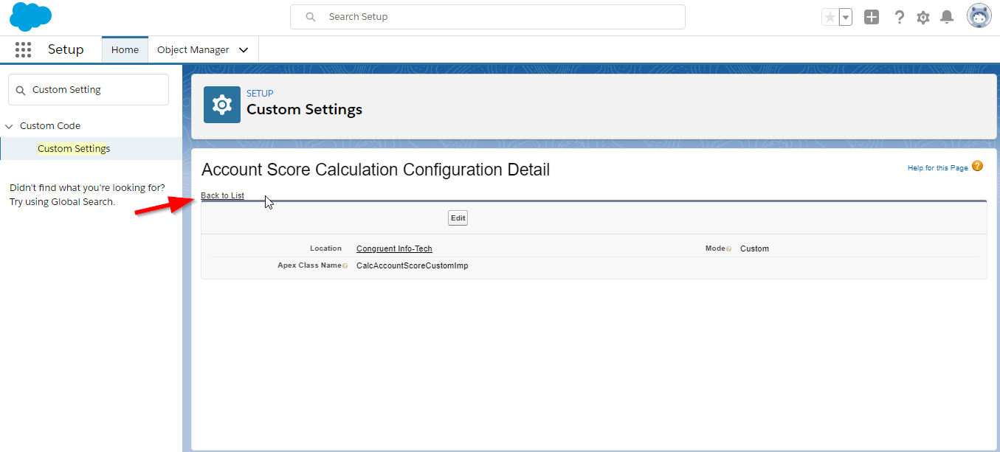 Search Setup
Setup
Home
Object Manager
Custom Setting
Custom Code
Custom Settings
Didn't find what you're looking for?
Try using Global Search.
SETUP
Custom Settings
Account Score Calculation Configuration Detail
Help for this Page ?
Back to List
Edit
Location Congruent Info-Tech Mode Custom
Apex Class Name CalcAccountScoreCustomImp